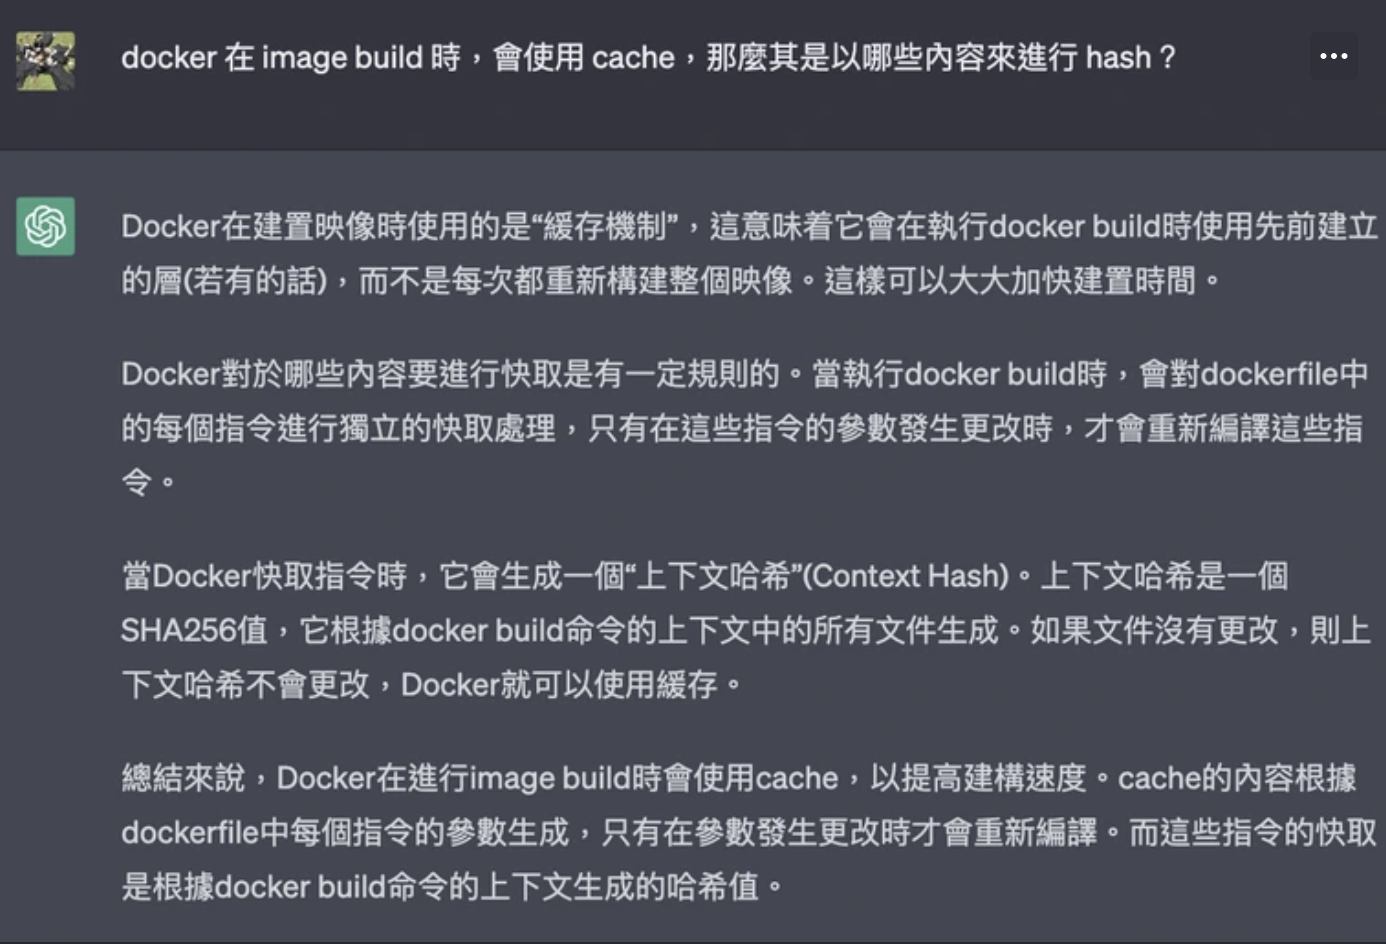 docker 在 image build 時，會使用 cache，那麼其是以哪些內容來進行 hash？
Docker在建置映像時使用的是“緩存機制”，這意味着它會在執行docker build時使用先前建立
的層(若有的話)，而不是每次都重新構建整個映像。這樣可以大大加快建置時間。
Docker對於哪些內容要進行快取是有一定規則的。當執行docker build時，會對dockerfile中
的每個指令進行獨立的快取處理，只有在這些指令的參數發生更改時，才會重新編譯這些指
令。
當Docker快取指令時，它會生成一個“上下文哈希”(Context Hash)。上下文哈希是一個
SHA256值，它根據docker build命令的上下文中的所有文件生成。如果文件沒有更改，則上
下文哈希不會更改，Docker就可以使用緩存。
總結來說，Docker在進行image build時會使用cache，以提高建構速度。cache的內容根據
dockerfile中每個指令的參數生成，只有在參數發生更改時才會重新編譯。而這些指令的快取
是根據docker build命令的上下文生成的哈希值。